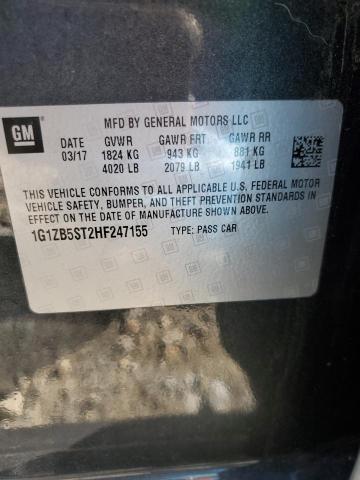 GM
MFD BY GENERAL MOTORS LLC
DATE GVWR GAWR FRT GAWR RR
03/17 1824 KG 943 KG 881 KG
4020 LB 2079 LB 1941 LB
THIS VEHICLE CONFORMS TO ALL APPLICABLE U.S. FEDERAL MOTOR
VEHICLE SAFETY, BUMPER, AND THEFT PREVENTION STANDARDS IN
EFFECT ON THE DATE OF MANUFACTURE SHOWN ABOVE.
1G1ZB5ST2HF247155 TYPE: PASS CAR